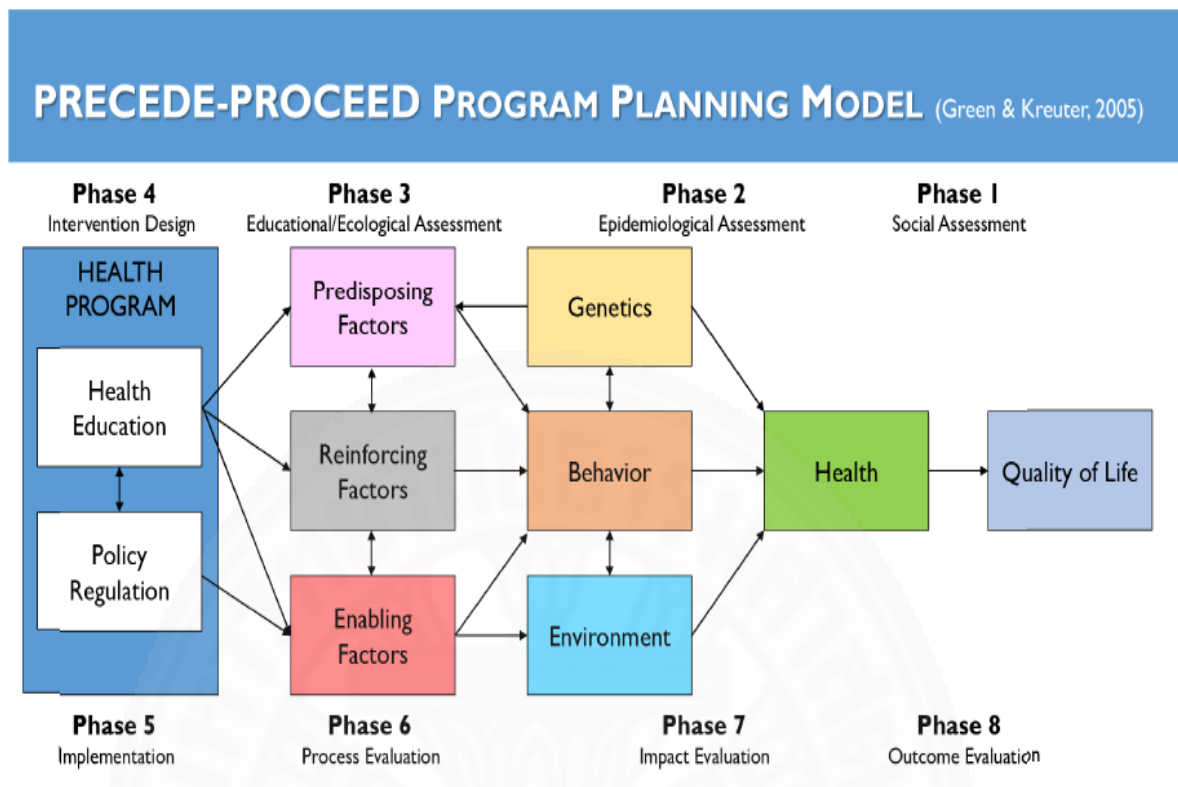 PRECEDE-PROCEED PROGRAM PLANNING MODEL (Green & Kreuter, 2005)
Phase 4
Intervention Design
Phase 3
Educational/Ecological Assessment
Phase 2
Epidemiological Assessment
Phase 1
Social Assessment
HEALTH
PROGRAM
Health
Education
Policy
Regulation
Predisposing
Factors
Reinforcing
Factors
Enabling
Factors
Genetics
Behavior
Environment
Health
Quality of Life
Phase 5
Implementation
Phase 6
Process Evaluation
Phase 7
Impact Evaluation
Phase 8
Outcome Evaluation